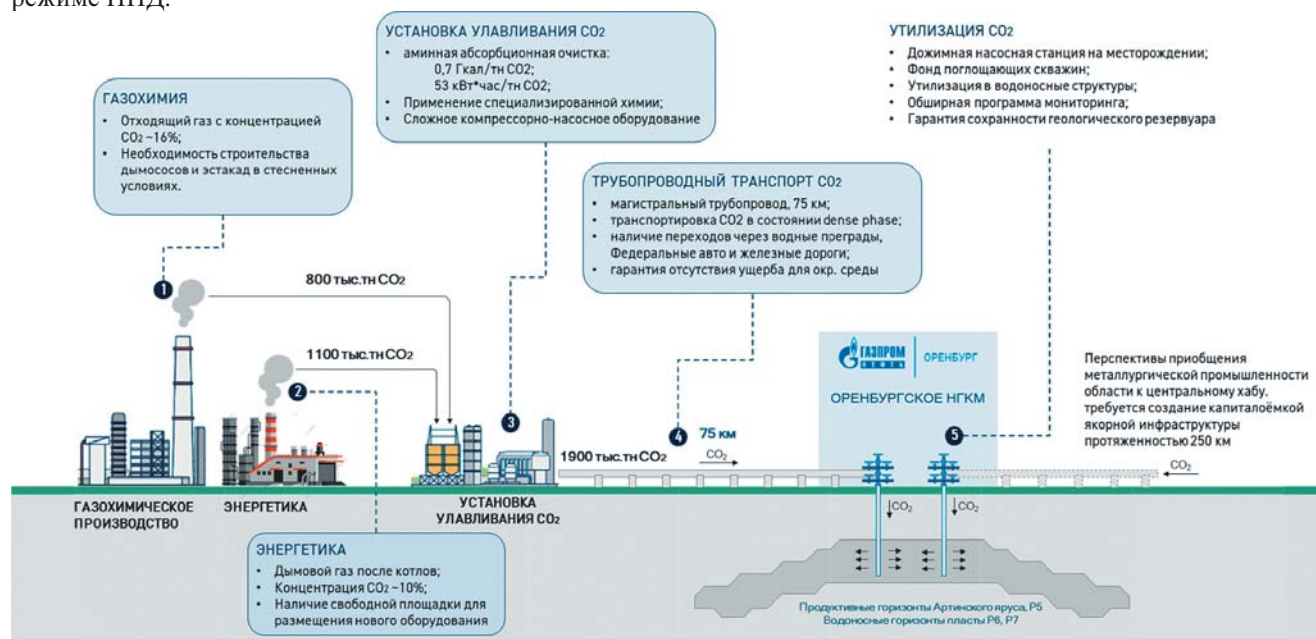 режиме ППД.
УСТАНОВКА УЛАВЛИВАНИЯ CO2
• аминная абсорбционная очистка:
0,7 Гкал/тн CO2;
53 кВт*час/тн CO2;
• Применение специализированной химии;
• Сложное компрессорно-насосное оборудование
УТИЛИЗАЦИЯ CO2
• Дожимная насосная станция на месторождении;
• Фонд поглощающих скважин;
• Утилизация в водоносные структуры;
• Обширная программа мониторинга;
• Гарантия сохранности геологического резервуара
ГАЗОХИМИЯ
• Отходящий газ с концентрацией
CO2 ~16%;
• Необходимость строительства
дымососов и эстакад в стесненных
условиях.
ТРУБОПРОВОДНЫЙ ТРАНСПОРТ CO2
• магистральный трубопровод, 75 км;
• транспортировка CO2 в состоянии dense phase;
• наличие переходов через водные преграды,
Федеральные авто и железные дороги;
• гарантия отсутствия ущерба для окр. среды
1
800 тыс.тн CO2
1100 тыс.тн CO2
2
3
4
75 км
CO2
1900 тыс.тн CO2
ГАЗПРОМ
НЕФТЬ
ОРЕНБУРГ
ОРЕНБУРГСКОЕ НГКМ
5
Перспективы приобщения
металлургической промышленности
области к центральному хабу.
требуется создание капиталоёмкой
якорной инфраструктуры
протяженностью 250 км
CO2
ГАЗОХИМИЧЕСКОЕ
ПРОИЗВОДСТВО
ЭНЕРГЕТИКА
УСТАНОВКА
УЛАВЛИВАНИЯ CO2
CO2
CO2
ЭНЕРГЕТИКА
• Дымовой газ после котлов;
• Концентрация CO2 ~10%;
• Наличие свободной площадки для
размещения нового оборудования
Продуктивные горизонты Артинского яруса, Р5
Водоносные горизонты пласты Р6, Р7